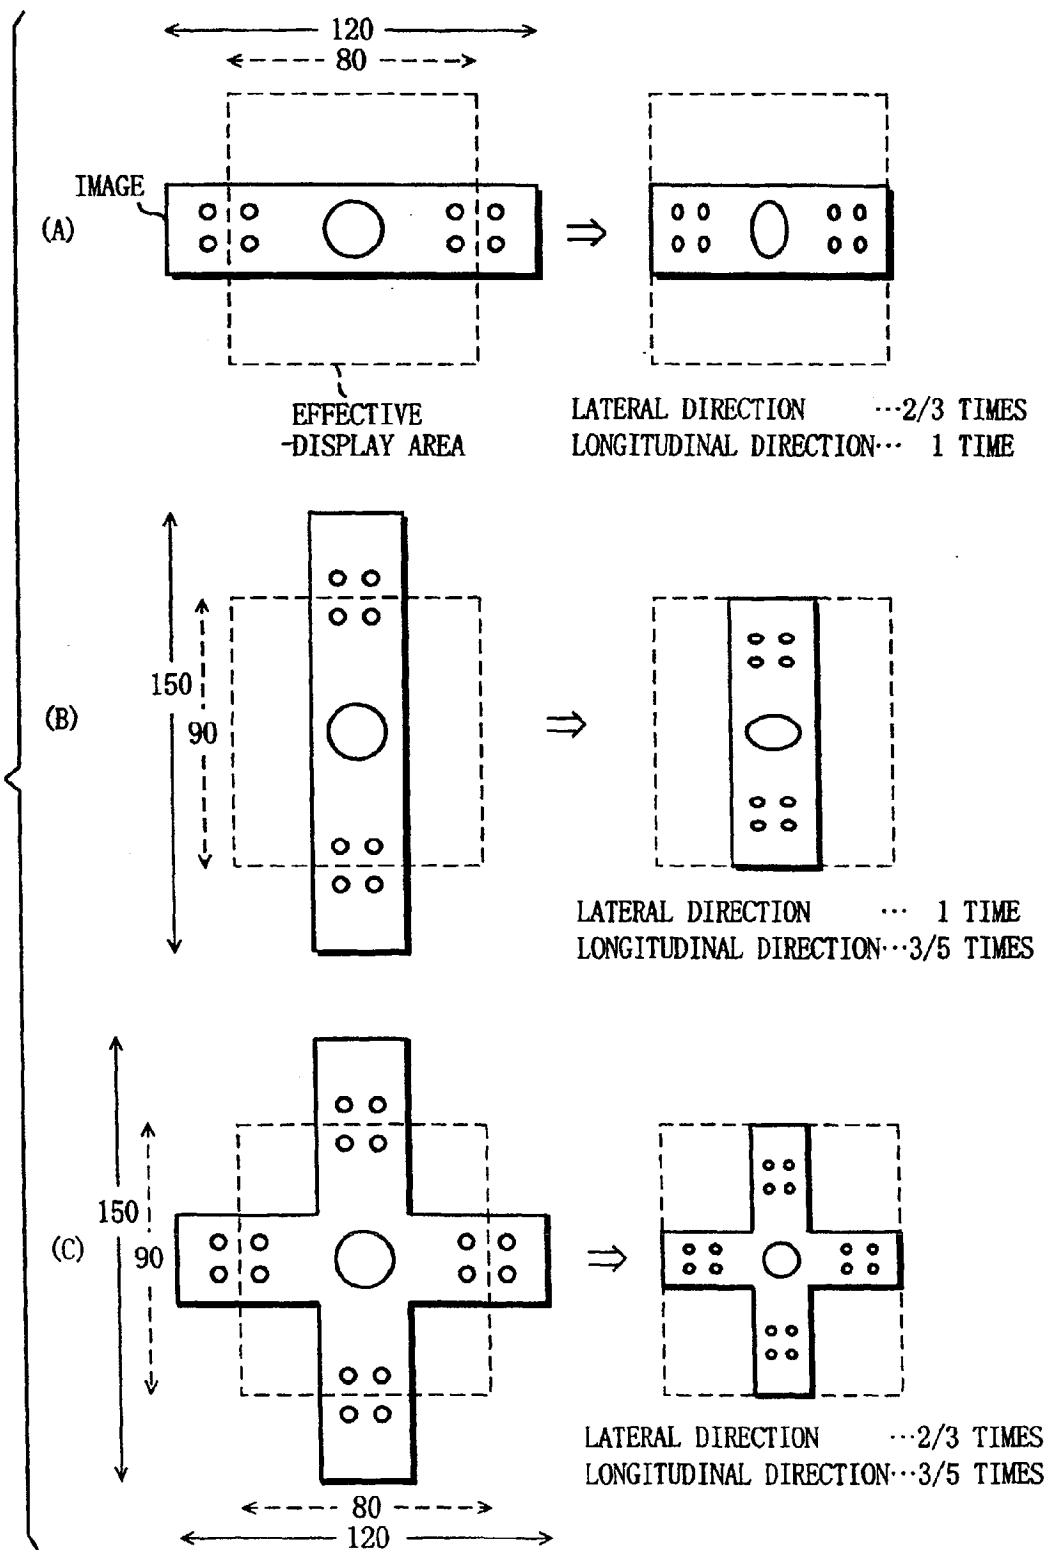 120
80
IMAGE
(A)
⇒
EFFECTIVE
-DISPLAY AREA
LATERAL DIRECTION ···2/3 TIMES
LONGITUDINAL DIRECTION··· 1 TIME
150
90
(B)
⇒
LATERAL DIRECTION ··· 1 TIME
LONGITUDINAL DIRECTION···3/5 TIMES
150
90
(C)
⇒
LATERAL DIRECTION ···2/3 TIMES
LONGITUDINAL DIRECTION···3/5 TIMES
80
120